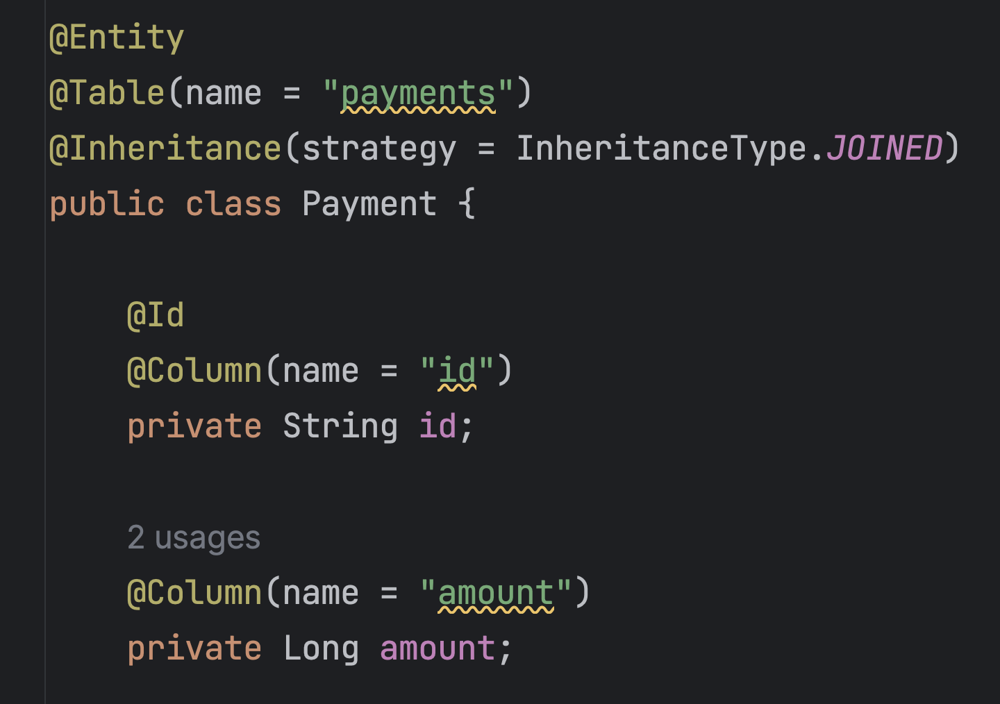 @Entity
@Table(name = "payments")
@Inheritance(strategy = InheritanceType.JOINED)
public class Payment {
@Id
@Column(name = "id")
private String id;
2 usages
@Column(name = "amount")
private Long amount;